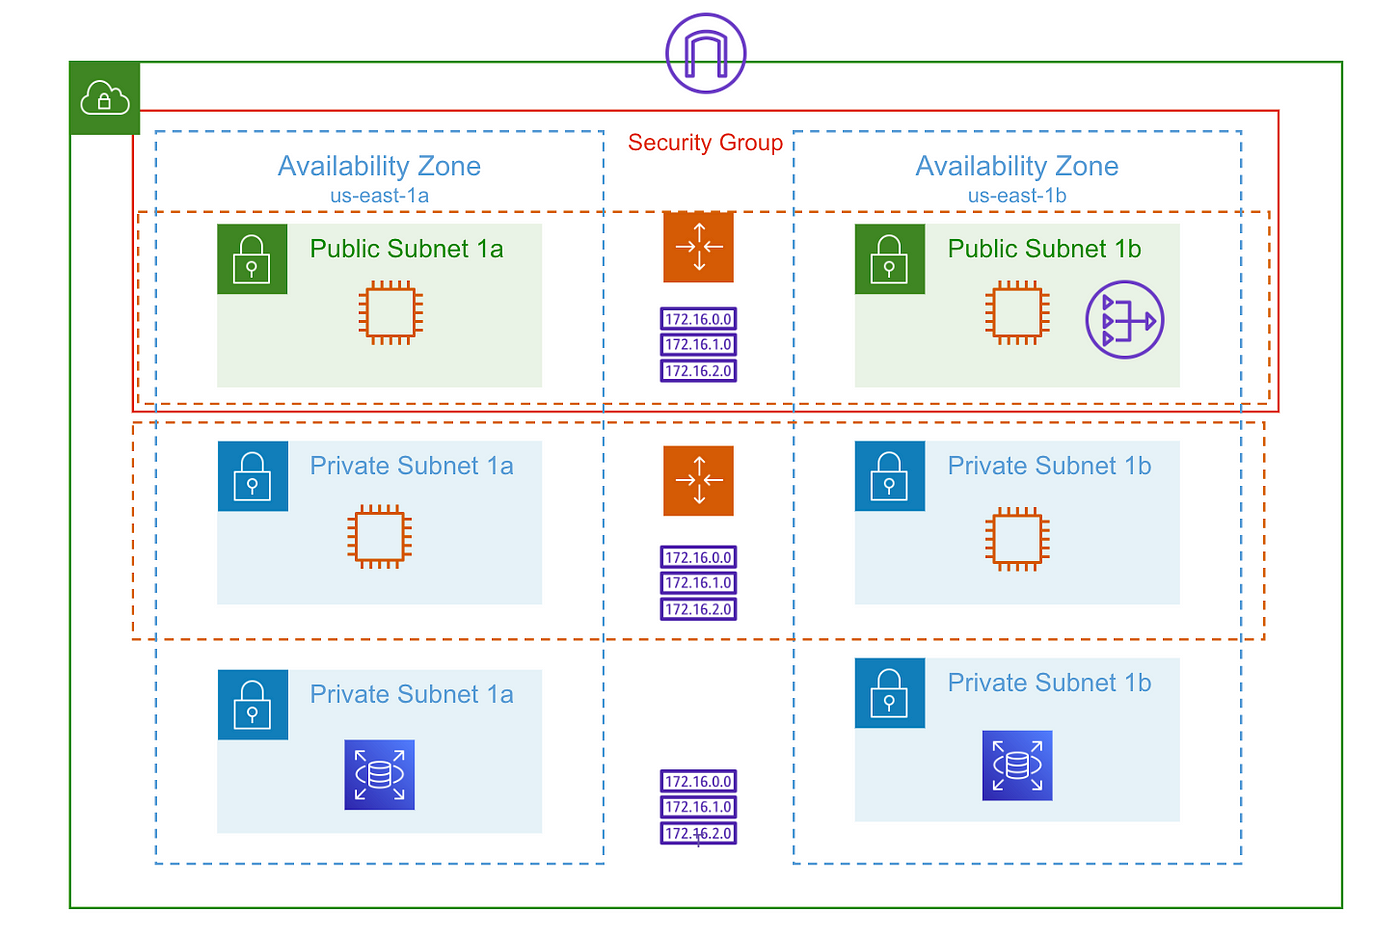 Security Group
Availability Zone
us-east-1a
Availability Zone
us-east-1b
Public Subnet 1a
Public Subnet 1b
172.16.0.0
172.16.1.0
172.16.2.0
Private Subnet 1a
Private Subnet 1b
172.16.0.0
172.16.1.0
172.16.2.0
Private Subnet 1a
Private Subnet 1b
172.16.0.0
172.16.1.0
172.16.2.0